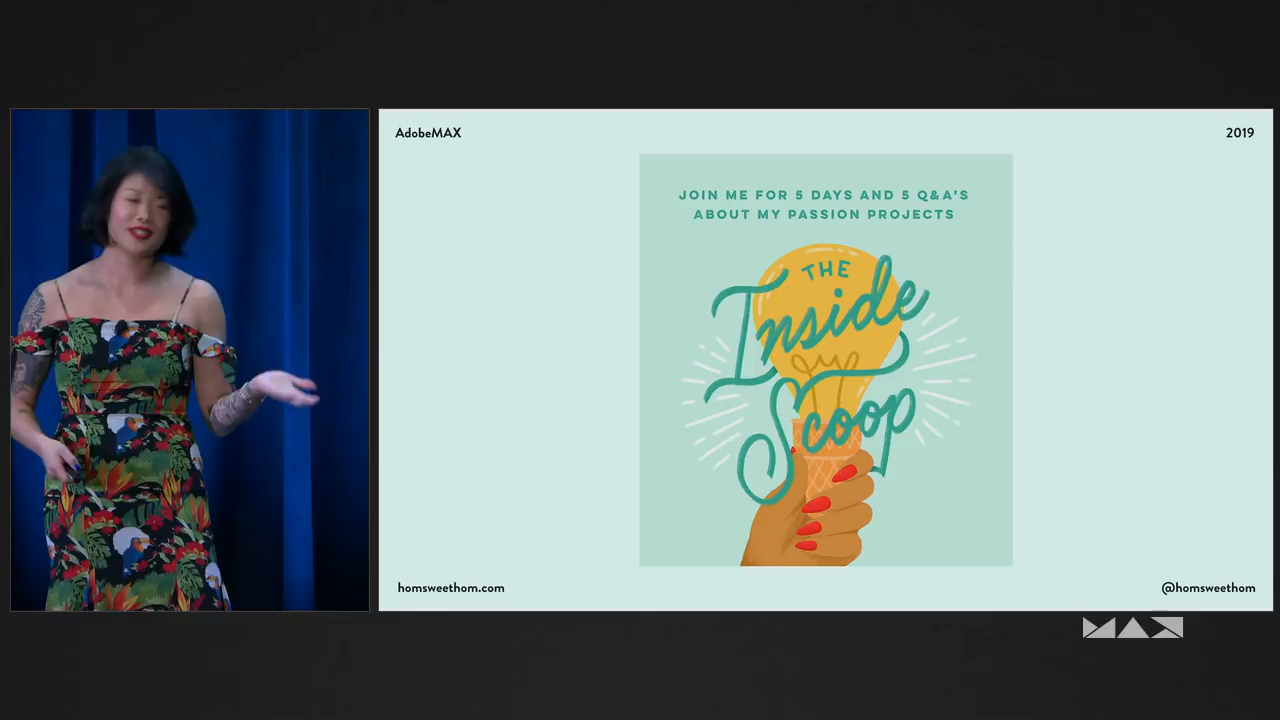 AdobeMAX
2019
JOIN ME FOR 5 DAYS AND 5 Q&A'S
ABOUT MY PASSION PROJECTS
THE
Inside
Scoop
homsweethom.com
@homsweethom
MAX